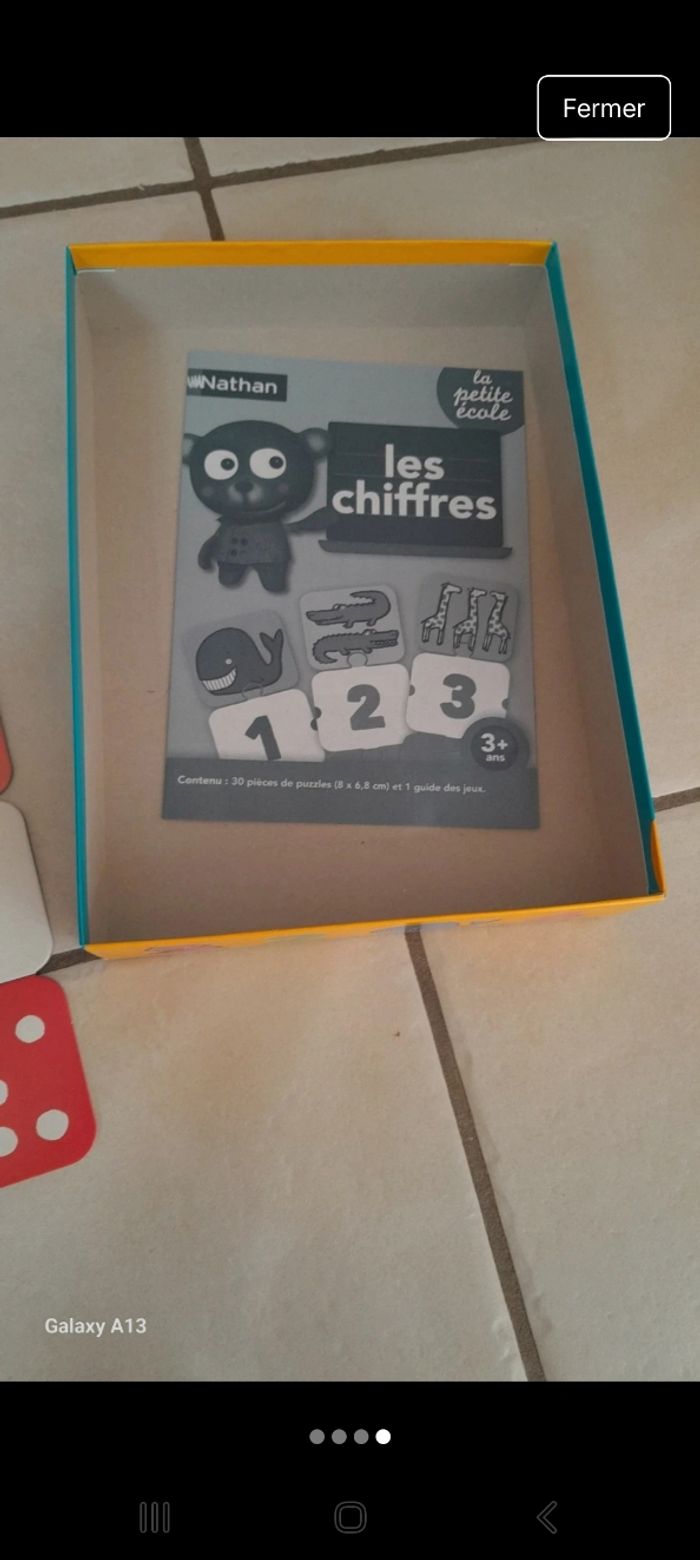 Fermer
Nathan
la
petite
école
les
chiffres
1 2 3
3+
ans
Contenu : 30 pièces de puzzles (8 x 6,8 cm) et 1 guide des jeux.
Galaxy A13